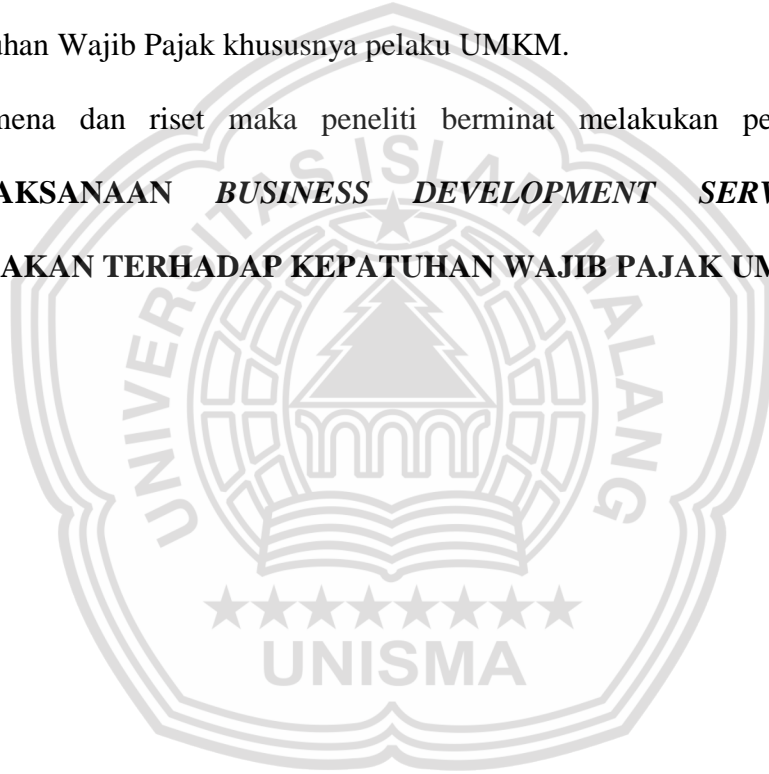 uhan Wajib Pajak khususnya pelaku UMKM.
mena dan riset maka peneliti berminat melakukan pe
AKSANAAN BUSINESS DEVELOPMENT SERV
AKAN TERHADAP KEPATUHAN WAJIB PAJAK UM
UNIVERSITAS ISLAM MALANG
UNISMA